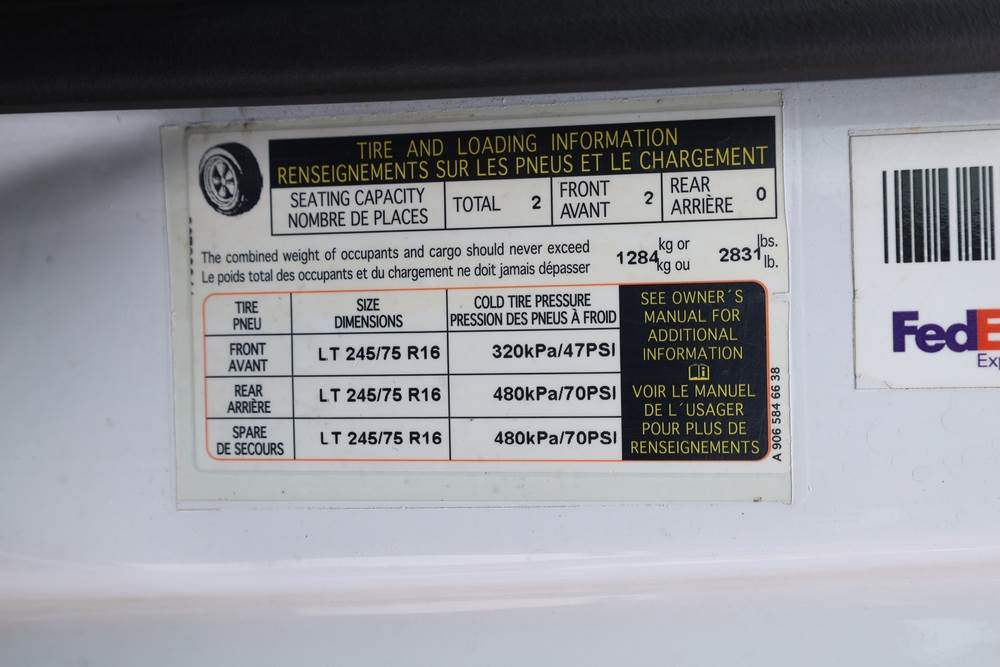 TIRE AND LOADING INFORMATION
RENSEIGNEMENTS SUR LES PNEUS ET LE CHARGEMENT
SEATING CAPACITY
NOMBRE DE PLACES
TOTAL 2
FRONT
AVANT
2
REAR
ARRIÈRE
0
The combined weight of occupants and cargo should never exceed 1284 kg or 2831 lbs.
Le poids total des occupants et du chargement ne doit jamais dépasser kg ou lb.
TIRE
PNEU
SIZE
DIMENSIONS
COLD TIRE PRESSURE
PRESSION DES PNEUS À FROID
FRONT
AVANT
LT 245/75 R16
320kPa/47PSI
REAR
ARRIÈRE
LT 245/75 R16
480kPa/70PSI
SPARE
DE SECOURS
LT 245/75 R16
480kPa/70PSI
SEE OWNER´S
MANUAL FOR
ADDITIONAL
INFORMATION
VOIR LE MANUEL
DE L´USAGER
POUR PLUS DE
RENSEIGNEMENTS
A 906 584 66 38
FedE
Exp